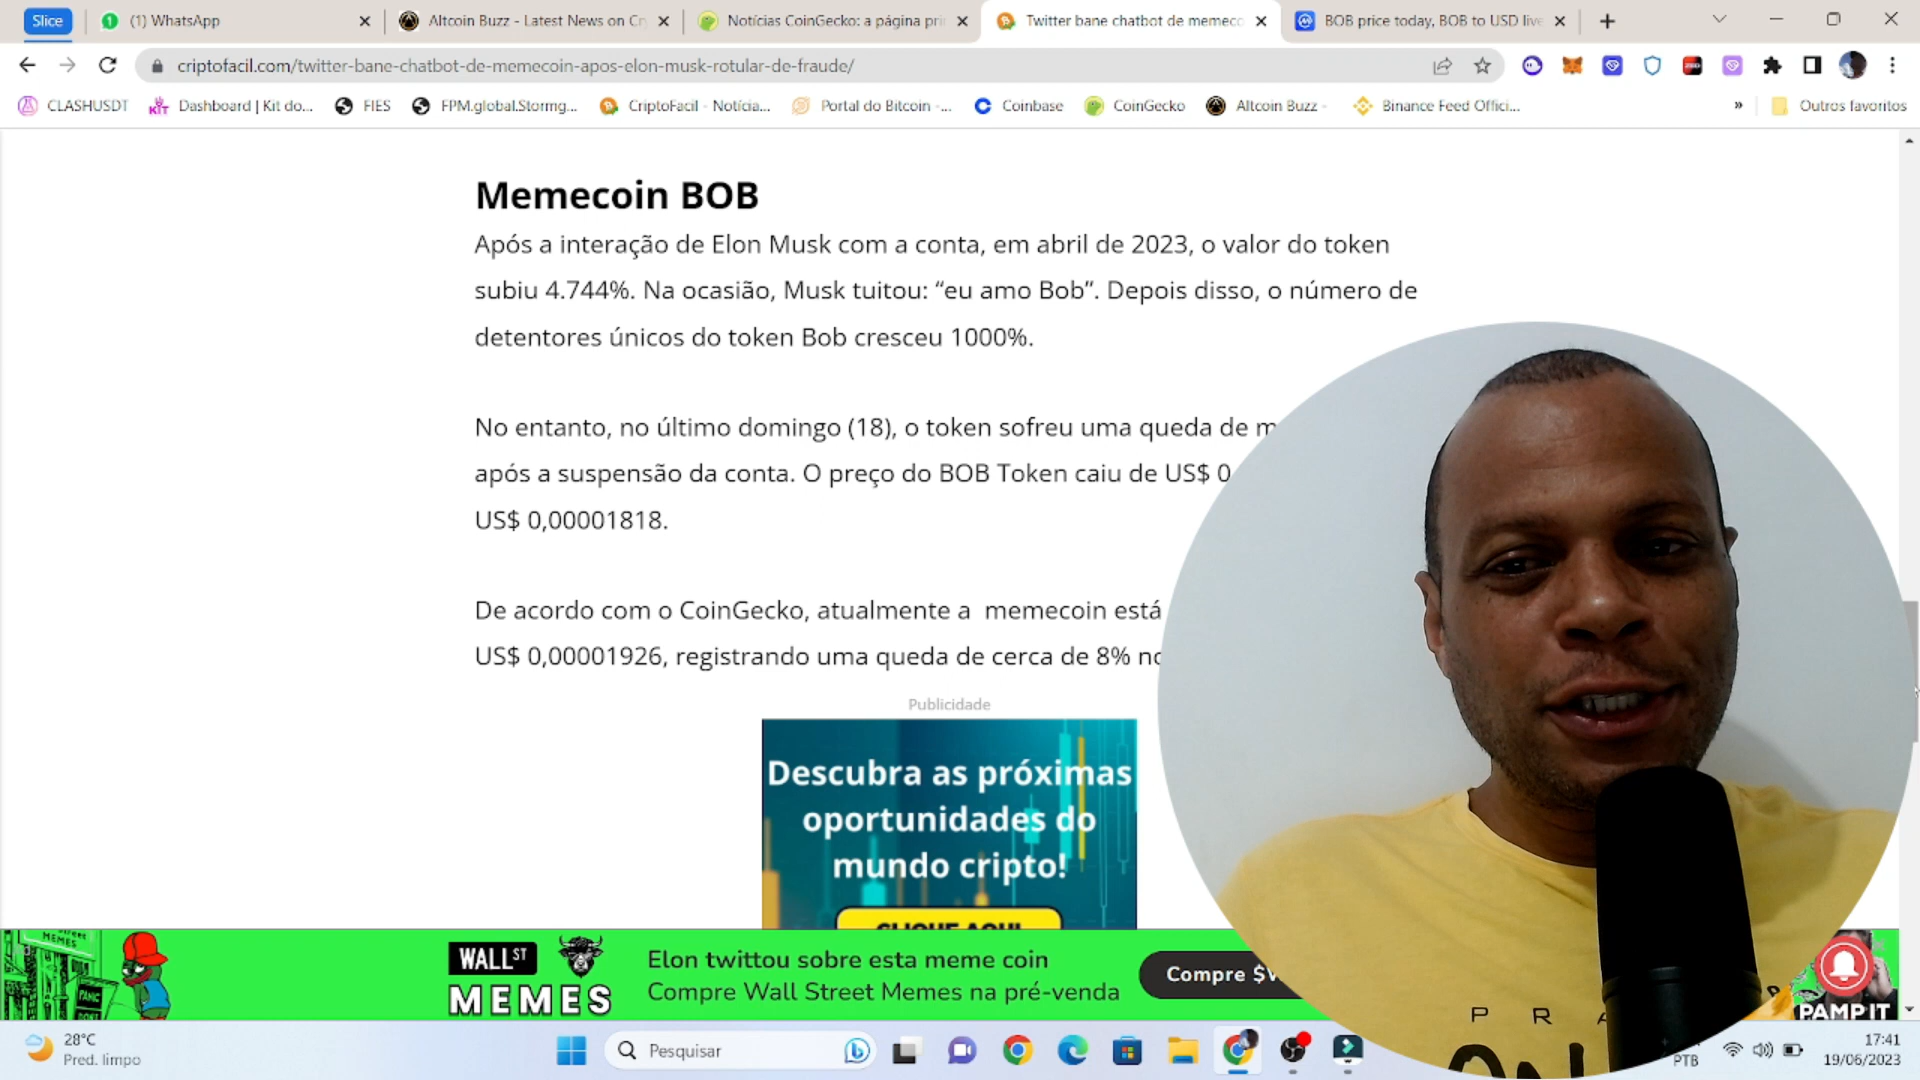 Slice
(1) WhatsApp
Altcoin Buzz - Latest News on Cr
Notícias CoinGecko: a página pri
Twitter bane chatbot de memeco
BOB price today, BOB to USD live
criptofacil.com/twitter-bane-chatbot-de-memecoin-apos-elon-musk-rotular-de-fraude/
CLASHUSDT
Dashboard | Kit do...
FIES
FPM.global.Stormg...
CriptoFacil - Notícia...
Portal do Bitcoin -...
Coinbase
CoinGecko
Altcoin Buzz -
Binance Feed Offici...
»
Outros favoritos
Memecoin BOB
Após a interação de Elon Musk com a conta, em abril de 2023, o valor do token
subiu 4.744%. Na ocasião, Musk tuitou: “eu amo Bob”. Depois disso, o número de
detentores únicos do token Bob cresceu 1000%.
No entanto, no último domingo (18), o token sofreu uma queda de m
após a suspensão da conta. O preço do BOB Token caiu de US$ 0
US$ 0,00001818.
De acordo com o CoinGecko, atualmente a memecoin está
US$ 0,00001926, registrando uma queda de cerca de 8% no
Publicidade
Descubra as próximas
oportunidades do
mundo cripto!
CLIQUE AQUI
MEMES
PANIC
WALL ST
MEMES
Elon twittou sobre esta meme coin
Compre Wall Street Memes na pré-venda
Compre $
PAMP IT
P R
ON
28°C
Pred. limpo
Pesquisar
PTB
17:41
19/06/2023